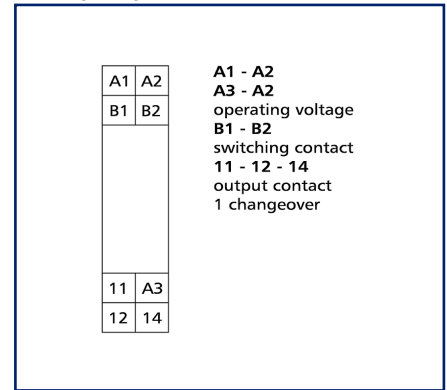 A1 A2
B1 B2
11 A3
12 14
A1 - A2
A3 - A2
operating voltage
B1 - B2
switching contact
11 - 12 - 14
output contact
1 changeover